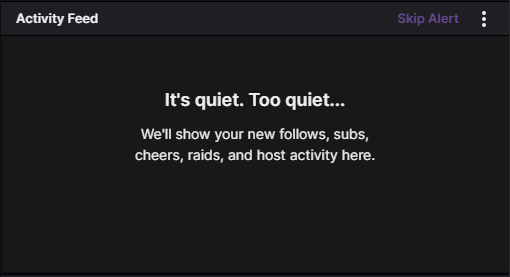 Activity Feed
Skip Alert
It's quiet. Too quiet...
We'll show your new follows, subs,
cheers, raids, and host activity here.